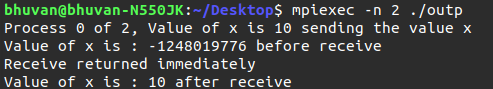 bhuvan@bhuvan-N550JK:~/Desktop$ mpiexec -n 2 ./outp
Process 0 of 2, Value of x is 10 sending the value x
Value of x is : -1248019776 before receive
Receive returned immediately
Value of x is : 10 after receive